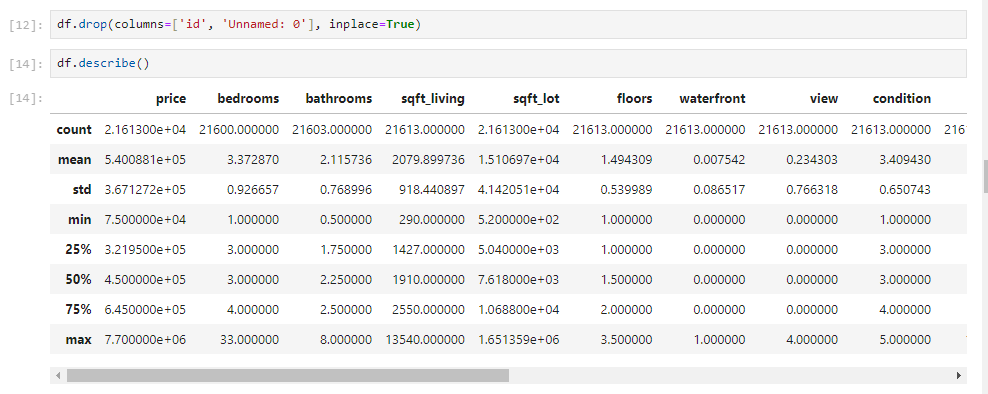 [12]: df.drop(columns=['id', 'Unnamed: 0'], inplace=True)
[14]: df.describe()
[14]:
price bedrooms bathrooms sqft_living sqft_lot floors waterfront view condition
count 2.161300e+04 21600.000000 21603.000000 21613.000000 2.161300e+04 21613.000000 21613.000000 21613.000000 21613.000000 2161
mean 5.400881e+05 3.372870 2.115736 2079.899736 1.510697e+04 1.494309 0.007542 0.234303 3.409430
std 3.671272e+05 0.926657 0.768996 918.440897 4.142051e+04 0.539989 0.086517 0.766318 0.650743
min 7.500000e+04 1.000000 0.500000 290.000000 5.200000e+02 1.000000 0.000000 0.000000 1.000000
25% 3.219500e+05 3.000000 1.750000 1427.000000 5.040000e+03 1.000000 0.000000 0.000000 3.000000
50% 4.500000e+05 3.000000 2.250000 1910.000000 7.618000e+03 1.500000 0.000000 0.000000 3.000000
75% 6.450000e+05 4.000000 2.500000 2550.000000 1.068800e+04 2.000000 0.000000 0.000000 4.000000
max 7.700000e+06 33.000000 8.000000 13540.000000 1.651359e+06 3.500000 1.000000 4.000000 5.000000